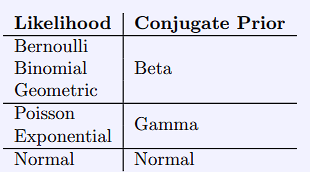 Likelihood Conjugate Prior
Bernoulli
Binomial Beta
Geometric
Poisson
Gamma
Exponential
Normal Normal